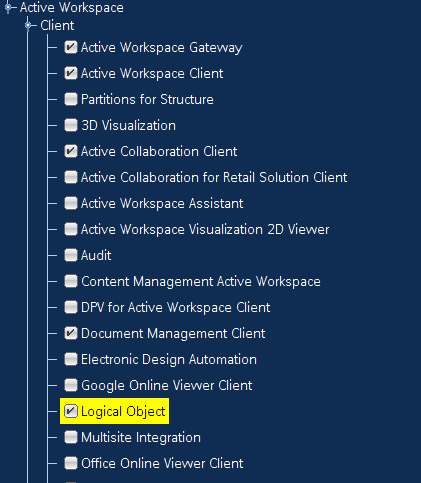 Active Workspace
Client
Active Workspace Gateway
Active Workspace Client
Partitions for Structure
3D Visualization
Active Collaboration Client
Active Collaboration for Retail Solution Client
Active Workspace Assistant
Active Workspace Visualization 2D Viewer
Audit
Content Management Active Workspace
DPV for Active Workspace Client
Document Management Client
Electronic Design Automation
Google Online Viewer Client
Logical Object
Multisite Integration
Office Online Viewer Client